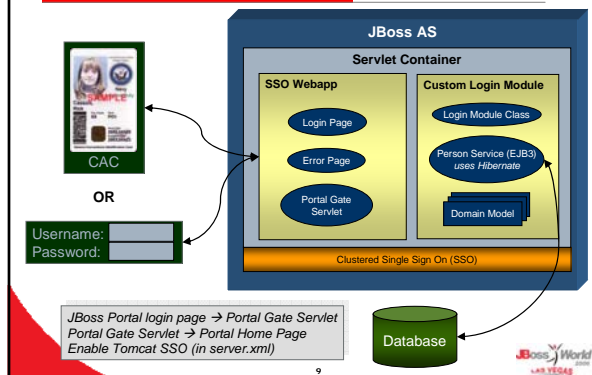 JBoss AS
Servlet Container
SSO Webapp
Login Page
Error Page
Portal Gate
Servlet
Custom Login Module
Login Module Class
Person Service (EJB3)
uses Hibernate
Domain Model
Clustered Single Sign On (SSO)
SAMPLE
CAC
OR
Username:
Password:
JBoss Portal login page → Portal Gate Servlet
Portal Gate Servlet → Portal Home Page
Enable Tomcat SSO (in server.xml)
Database
9
JBoss World
LAS VEGAS